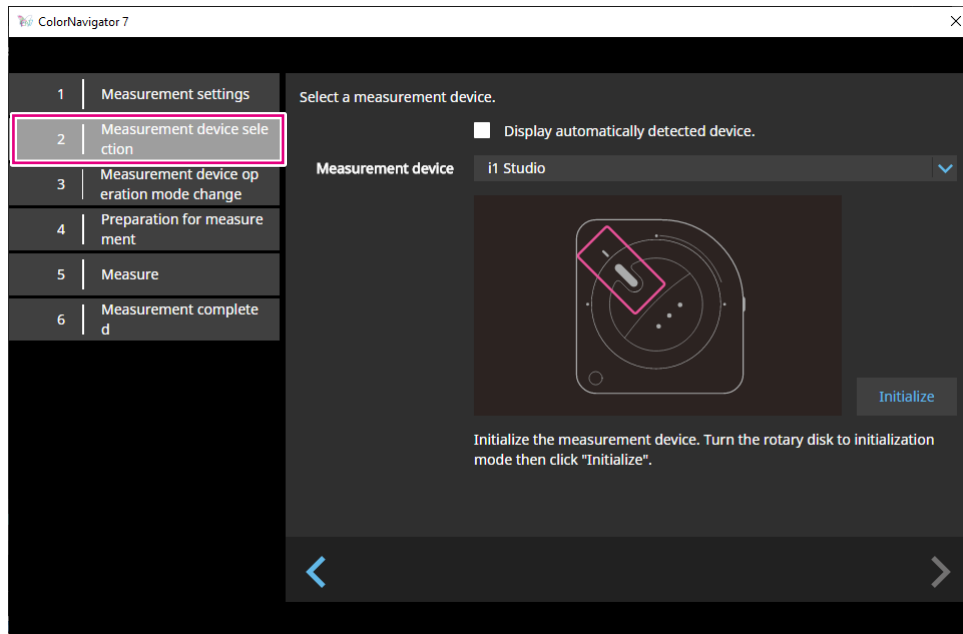 ColorNavigator 7
1 Measurement settings
2 Measurement device sele
ction
3 Measurement device op
eration mode change
4 Preparation for measure
ment
5 Measure
6 Measurement complete
d
Select a measurement device.
Display automatically detected device.
Measurement device i1 Studio
Initialize
Initialize the measurement device. Turn the rotary disk to initialization
mode then click "Initialize".